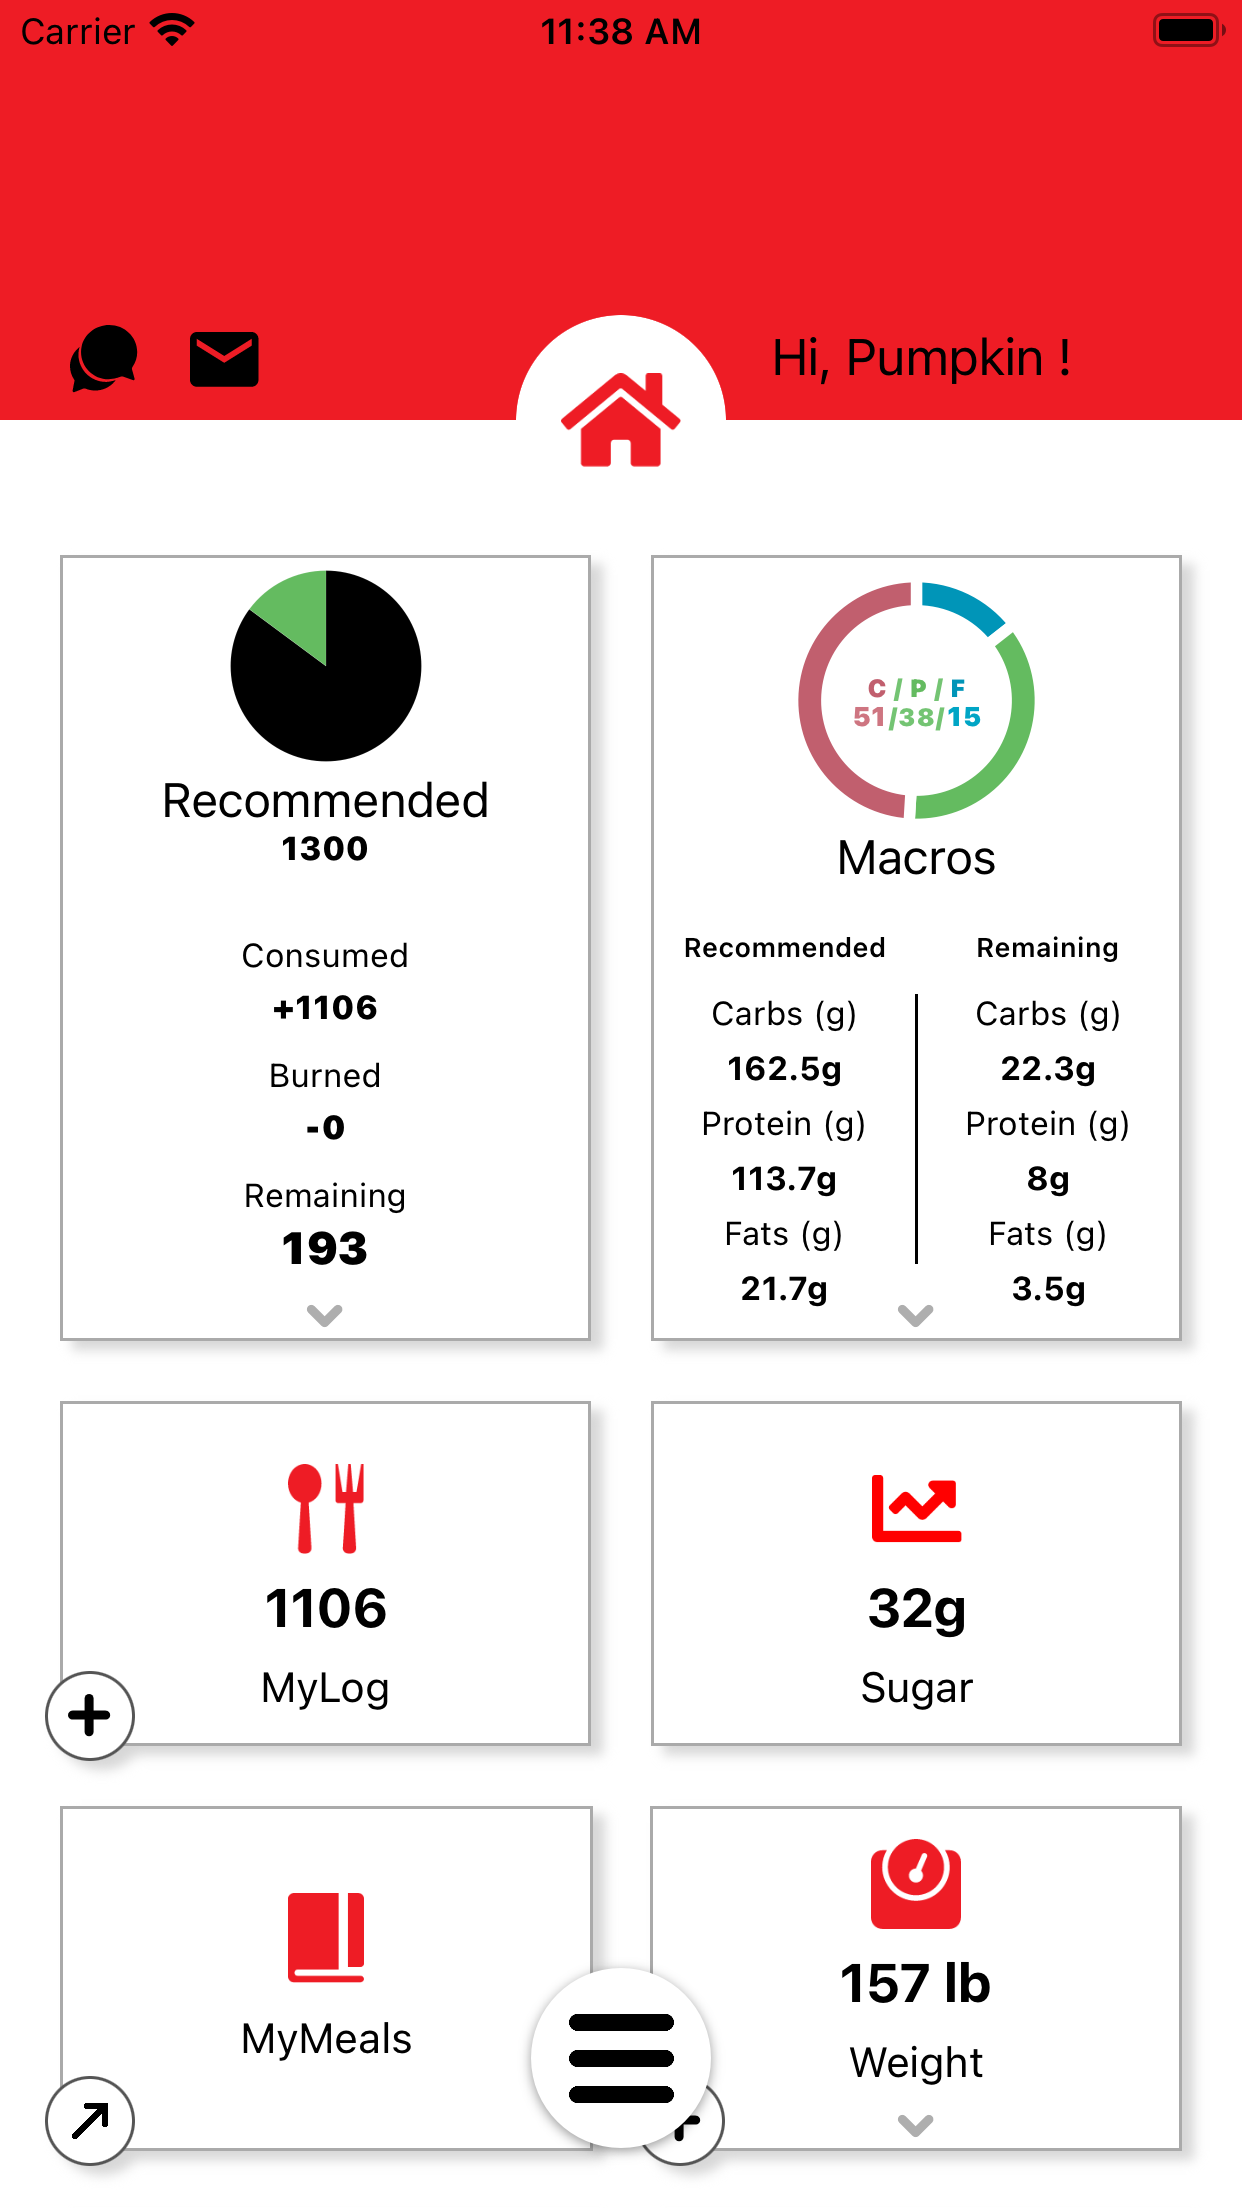 Carrier
11:38 AM
Hi, Pumpkin !
Recommended
1300
Consumed
+1106
Burned
-0
Remaining
193
C / P / F
51/38/15
Macros
Recommended
Carbs (g)
162.5g
Protein (g)
113.7g
Fats (g)
21.7g
Remaining
Carbs (g)
22.3g
Protein (g)
8g
Fats (g)
3.5g
1106
MyLog
32g
Sugar
MyMeals
157 lb
Weight